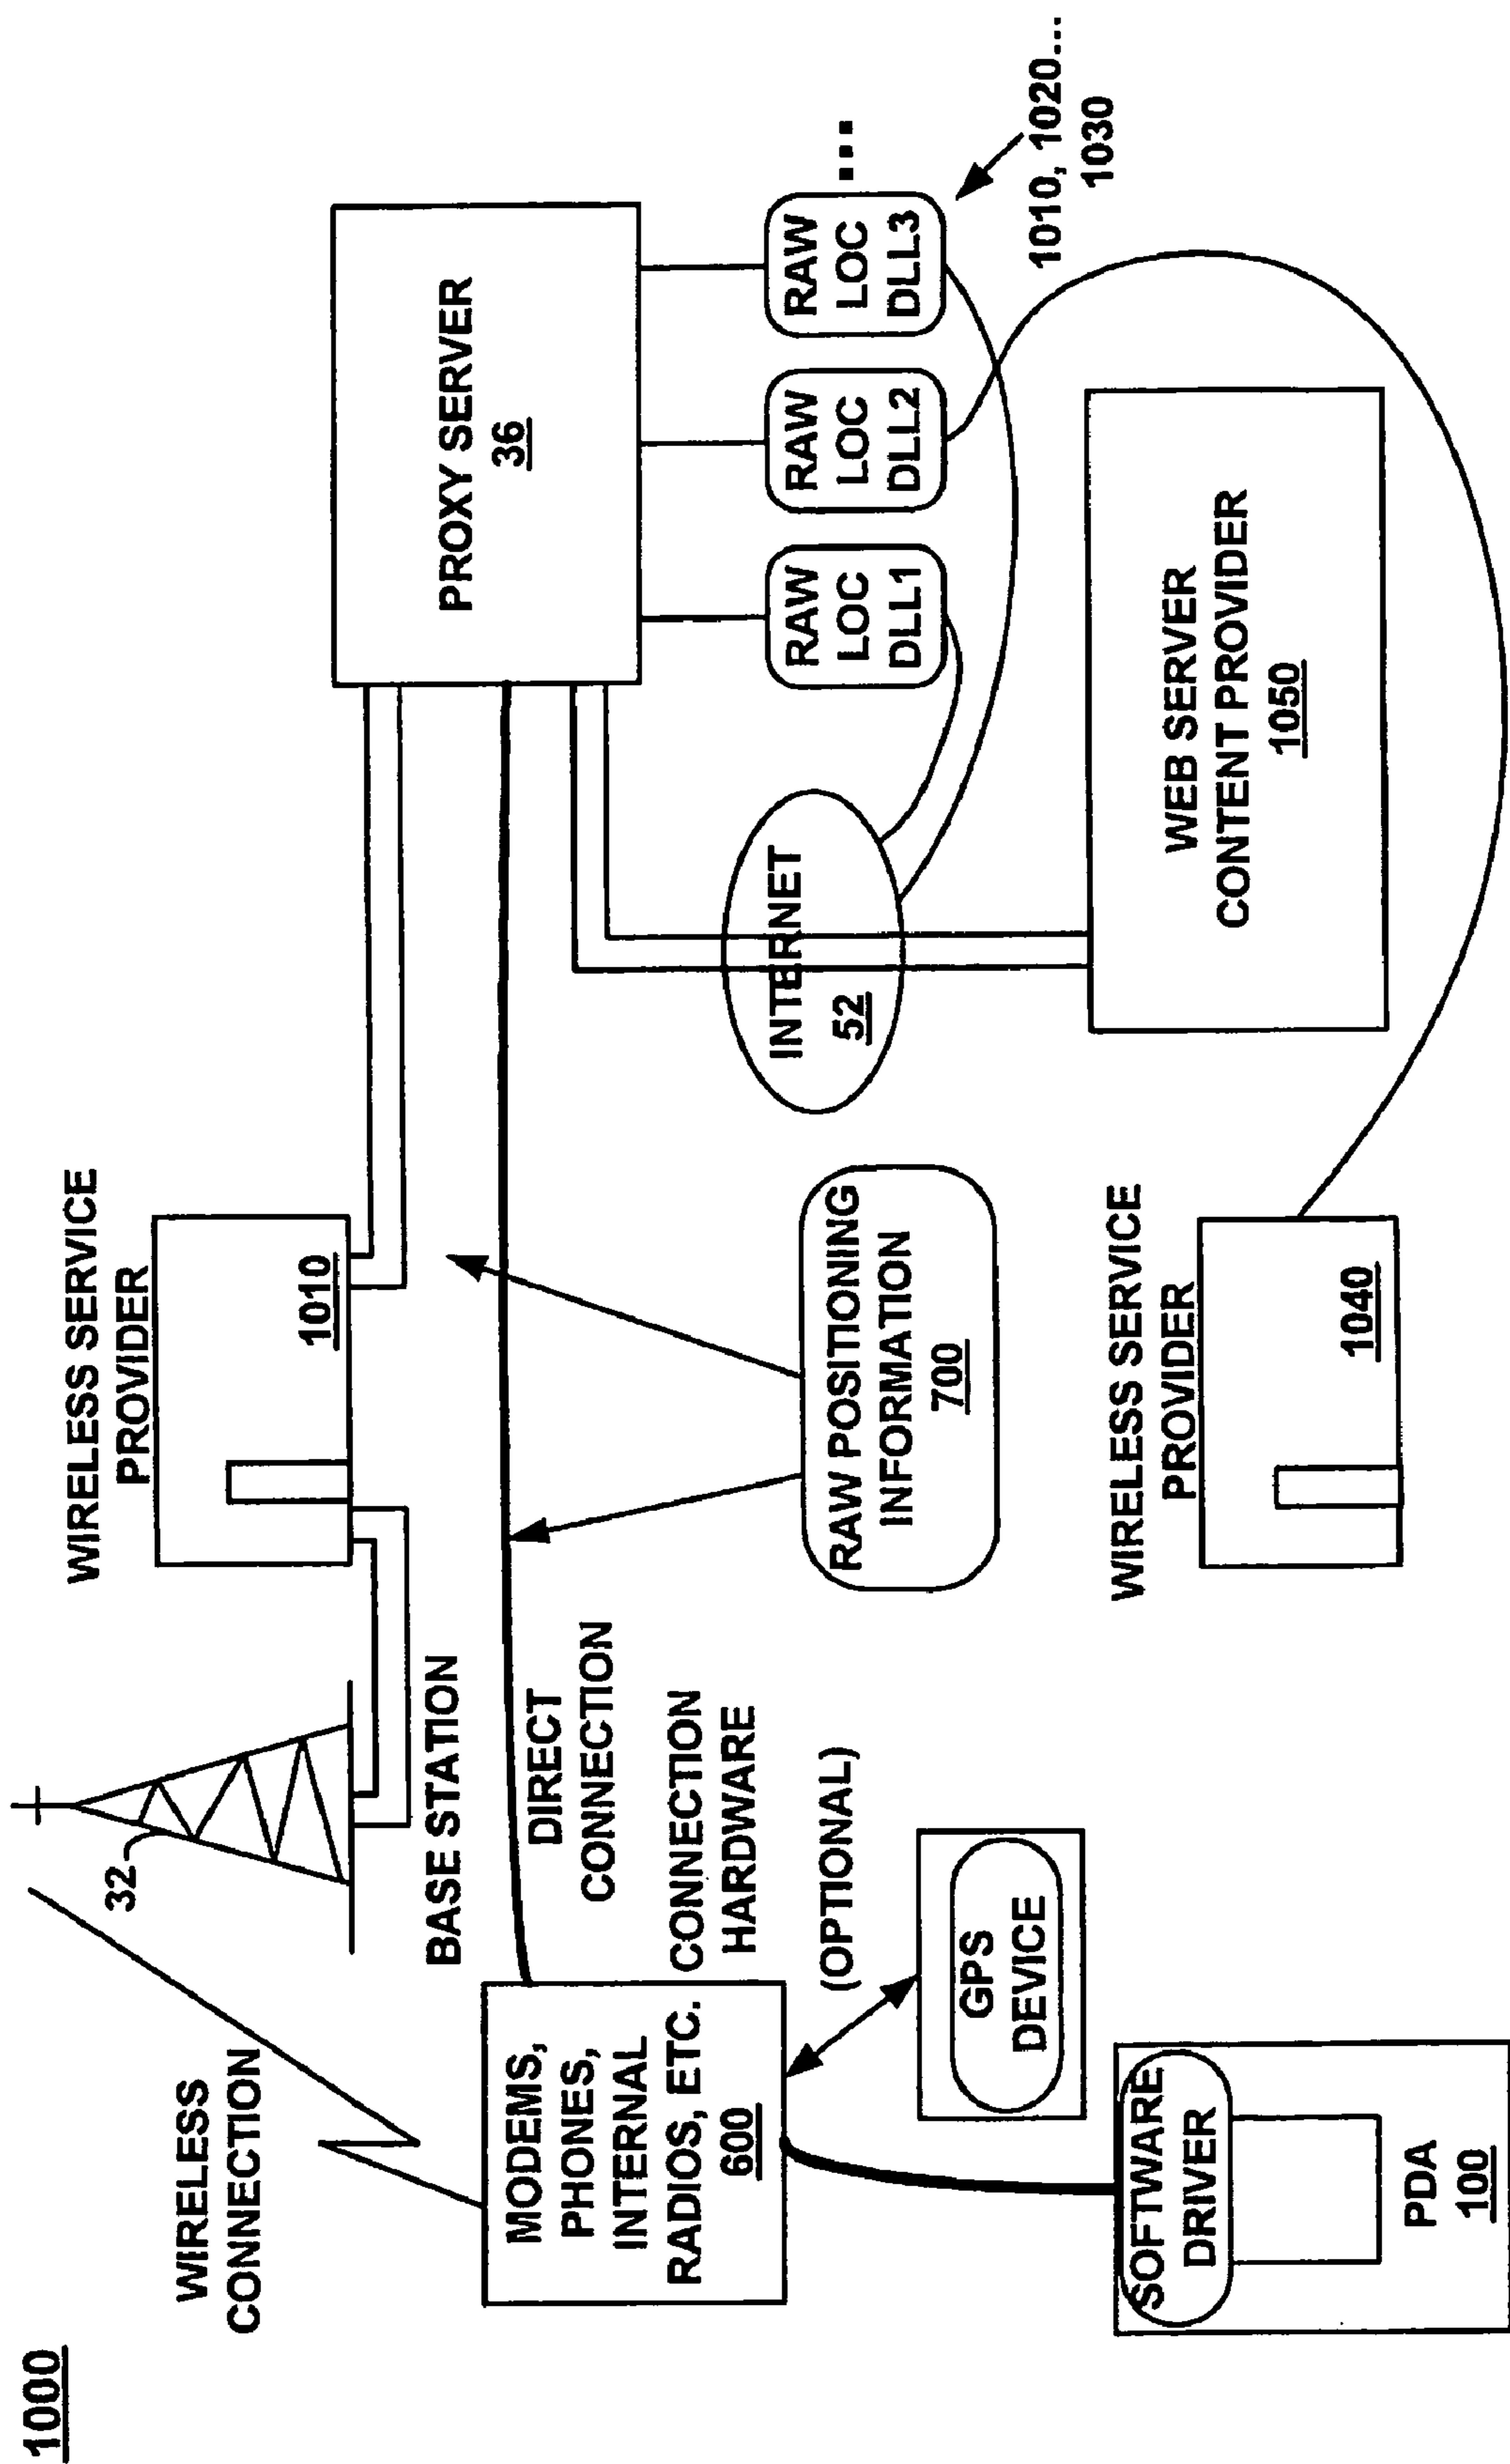 1000
WIRELESS
CONNECTION
32
BASE STATION
WIRELESS SERVICE
PROVIDER
1010
DIRECT
CONNECTION
CONNECTION
HARDWARE
MODEMS,
PHONES,
INTERNAL
RADIOS, ETC.
600
(OPTIONAL)
GPS
DEVICE
SOFTWARE
DRIVER
PDA
100
RAW POSITIONING
INFORMATION
700
WIRELESS SERVICE
PROVIDER
1040
PROXY SERVER
36
INTERNET
52
RAW
LOC
DLL1
RAW
LOC
DLL2
RAW
LOC
DLL3
...
1010, 1020...
1030
WEB SERVER
CONTENT PROVIDER
1050